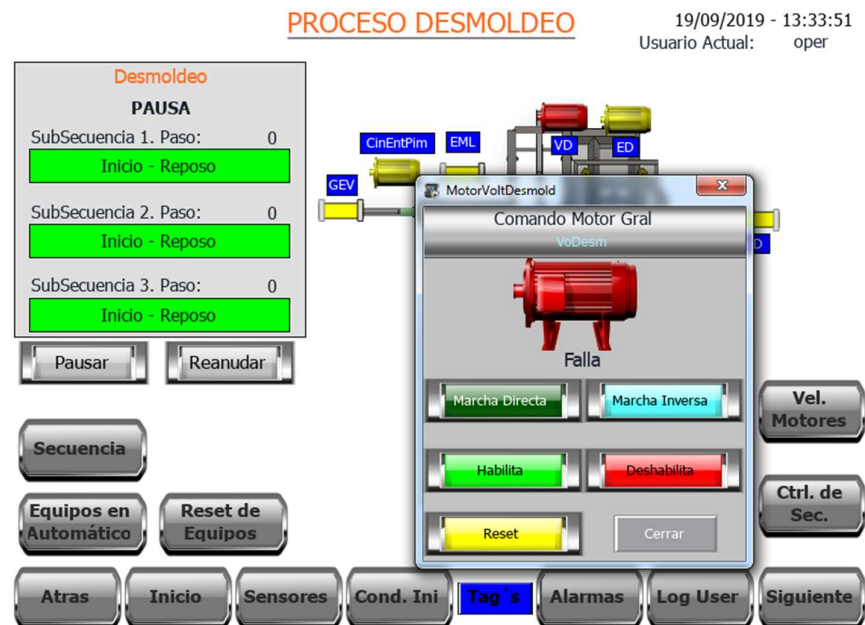 PROCESO DESMOLDEO
19/09/2019 - 13:33:51
Usuario Actual: oper
Desmoldeo
PAUSA
SubSecuencia 1. Paso: 0
Inicio - Reposo
SubSecuencia 2. Paso: 0
Inicio - Reposo
SubSecuencia 3. Paso: 0
Inicio - Reposo
Pausar
Reanudar
CinEntPim
EML
VD
ED
GEV
D
MotorVoltDesmold
Comando Motor Gral
VoDesm
Falla
Marcha Directa
Marcha Inversa
Habilita
Deshabilita
Reset
Cerrar
Vel.
Motores
Secuencia
Ctrl. de
Sec.
Equipos en
Automático
Reset de
Equipos
Atras
Inicio
Sensores
Cond. Ini
Tag´s
Alarmas
Log User
Siguiente